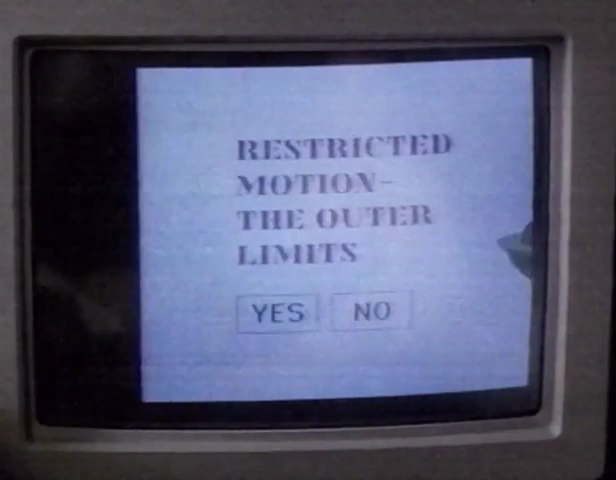 RESTRICTED
MOTION-
THE OUTER
LIMITS
YES NO